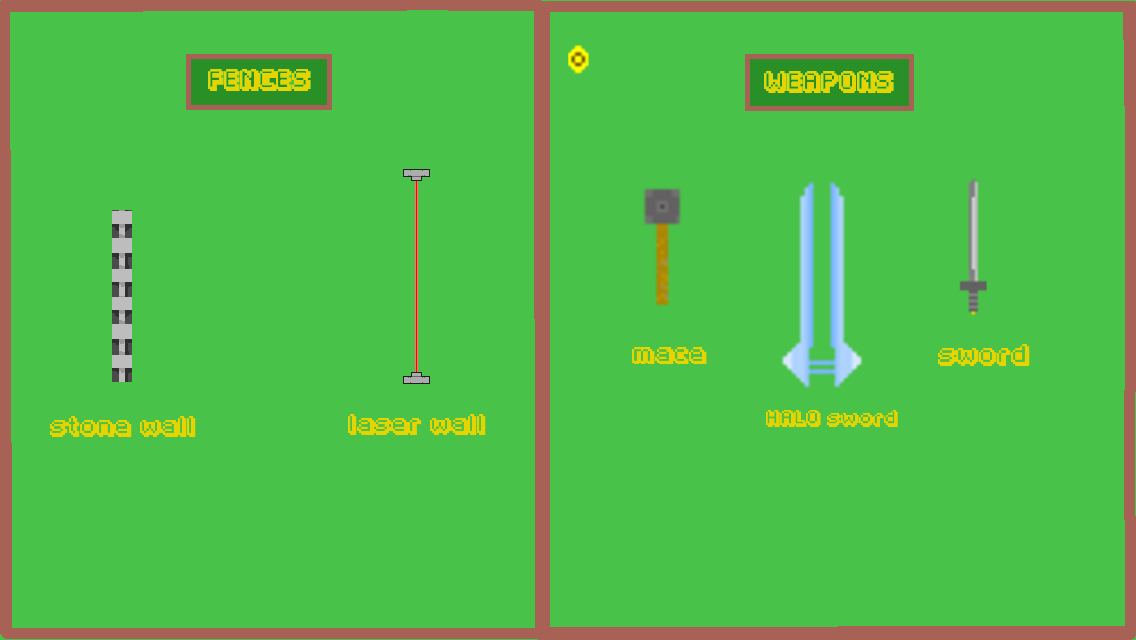 FENCES
stone wall
laser wall
WEAPONS
mace
HALO sword
sword